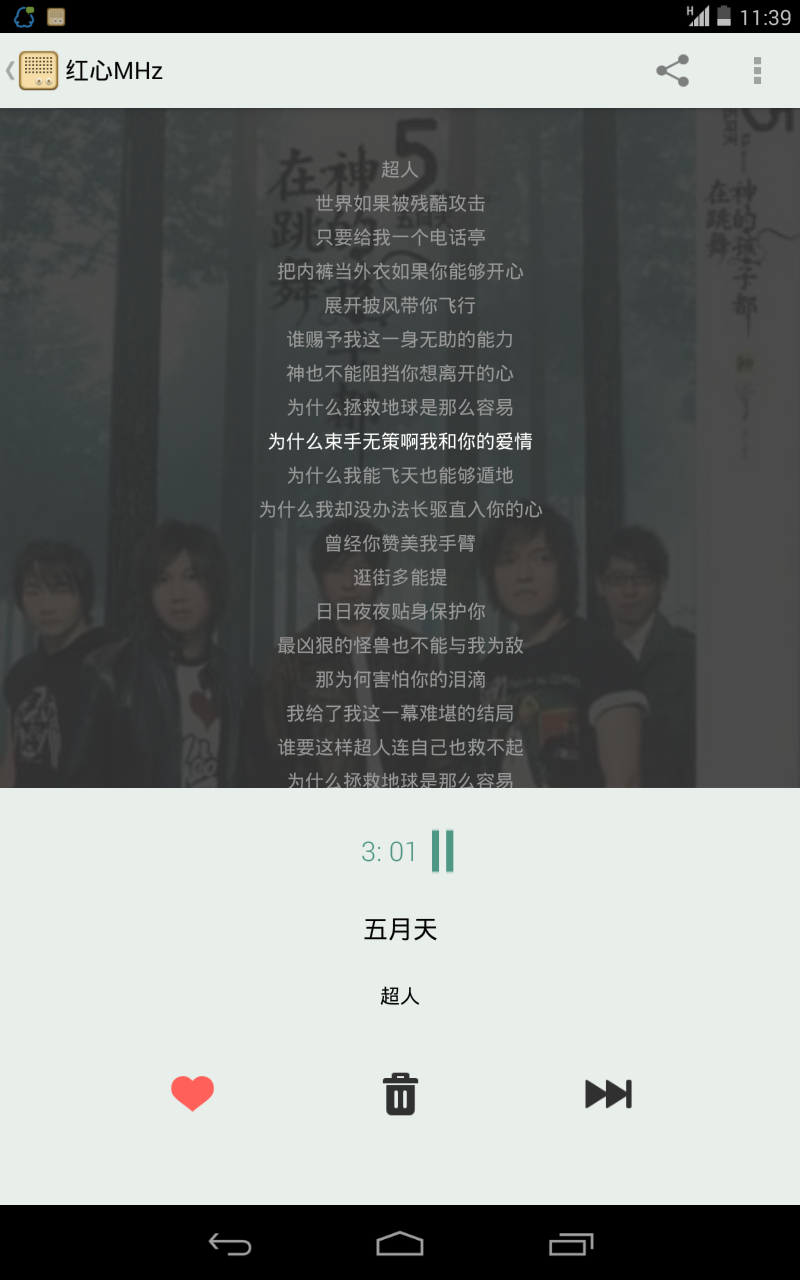 H 11:39
红心MHz
5
在神
跳的
舞
在神
跳的
舞孩
子
都
超人
世界如果被残酷攻击
只要给我一个电话亭
把内裤当外衣如果你能够开心
展开披风带你飞行
谁赐予我这一身无助的能力
神也不能阻挡你想离开的心
为什么拯救地球是那么容易
为什么束手无策啊我和你的爱情
为什么我能飞天也能够遁地
为什么我却没办法长驱直入你的心
曾经你赞美我手臂
逛街多能提
日日夜夜贴身保护你
最凶狠的怪兽也不能与我为敌
那为何害怕你的泪滴
我给了我这一幕难堪的结局
谁要这样超人连自己也救不起
为什么拯救地球是那么容易
3: 01
五月天
超人